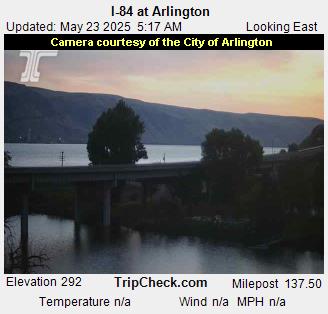 I-84 at Arlington
Updated: May 23 2025 5:17 AM Looking East
Camera courtesy of the City of Arlington
Elevation 292 TripCheck.com Milepost 137.50
Temperature n/a Wind n/a MPH n/a